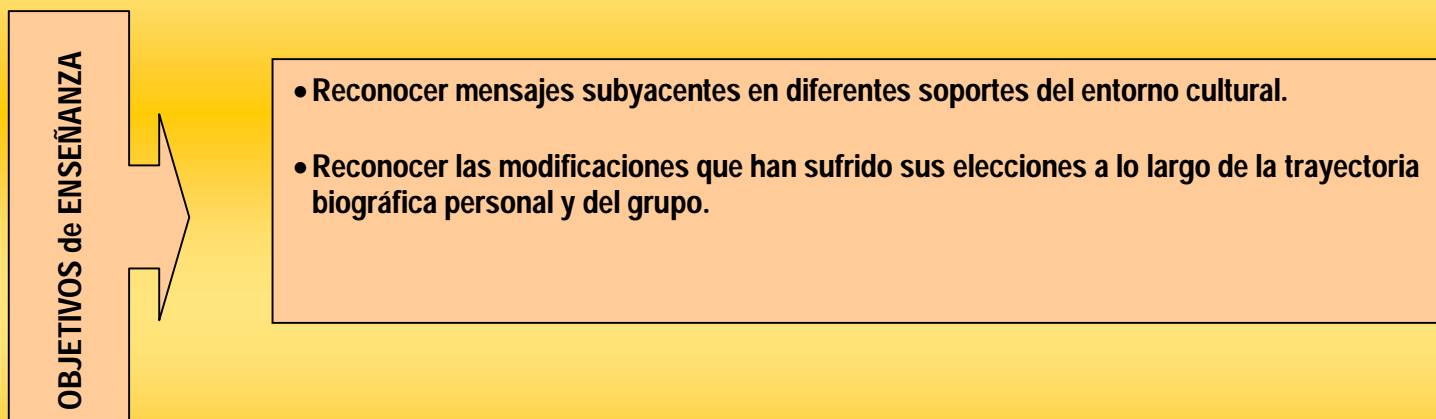 OBJETIVOS de ENSEÑANZA
• Reconocer mensajes subyacentes en diferentes soportes del entorno cultural.
• Reconocer las modificaciones que han sufrido sus elecciones a lo largo de la trayectoria
biográfica personal y del grupo.